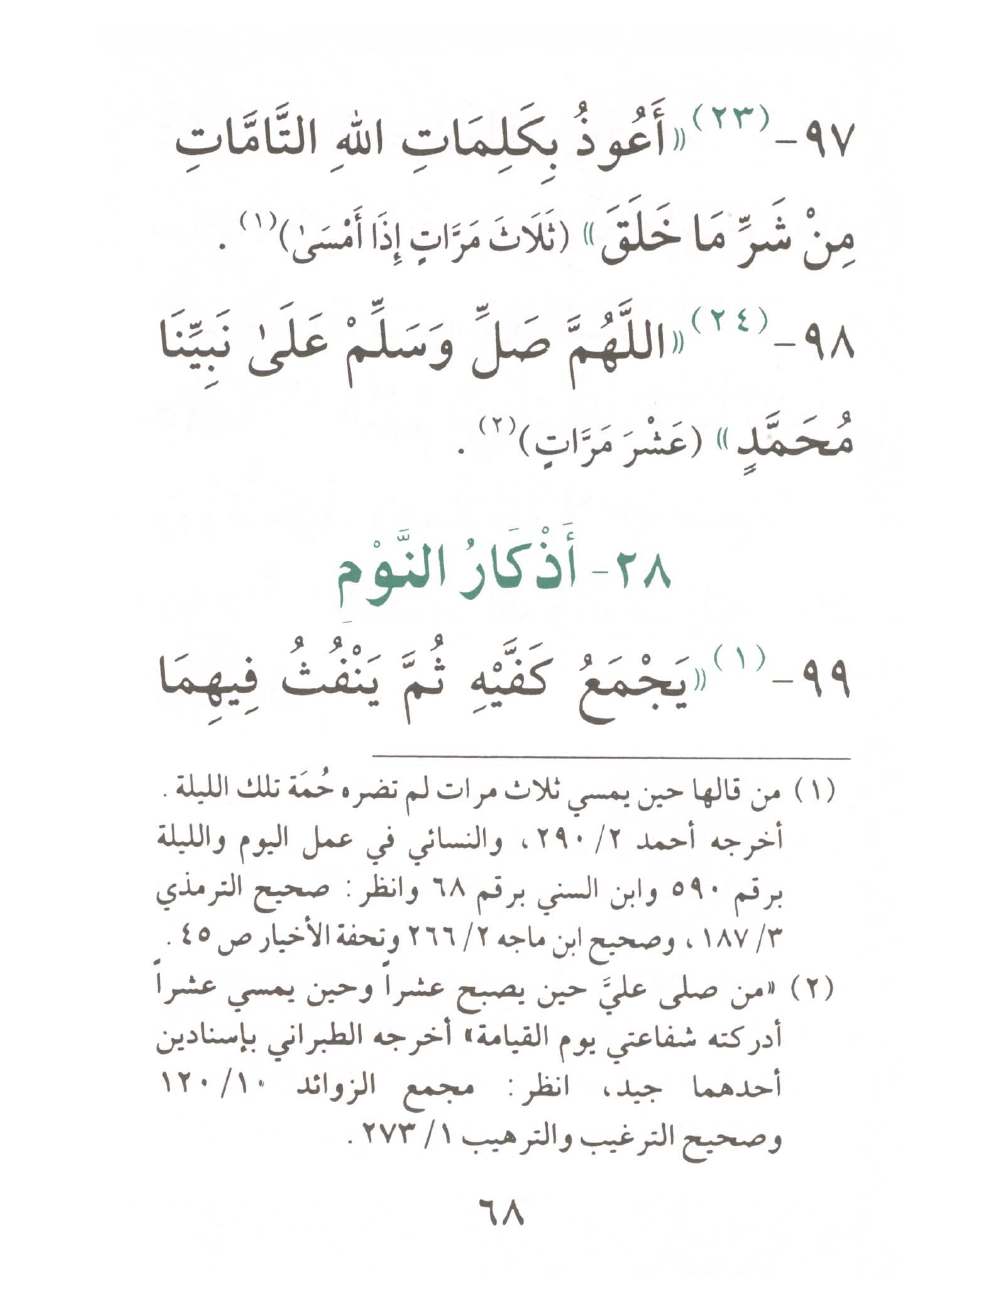 ٩٧-(٢٣) «أَعُوذُ بِكَلِمَاتِ اللهِ التَّامَّاتِ
مِنْ شَرِّ مَا خَلَقَ» (ثَلَاثَ مَرَّاتٍ إِذَا أَمْسَىٰ)(١) .
٩٨-(٢٤) «اللَّهُمَّ صَلِّ وَسَلِّمْ عَلَىٰ نَبِيِّنَا
مُحَمَّدٍ» (عَشْرَ مَرَّاتٍ)(٢) .
٢٨- أَذْكَارُ النَّوْمِ
٩٩-(١) «يَجْمَعُ كَفَّيْهِ ثُمَّ يَنْفُثُ فِيهِمَا
(١) من قالها حين يمسي ثلاث مرات لم تضره حُمَة تلك الليلة .
أخرجه أحمد ٢/ ٢٩٠، والنسائي في عمل اليوم والليلة
برقم ٥٩٠ وابن السني برقم ٦٨ وانظر: صحيح الترمذي
٣/ ١٨٧، وصحيح ابن ماجه ٢/ ٢٦٦ وتحفة الأخيار ص ٤٥ .
(٢) «من صلى عليَّ حين يصبح عشراً وحين يمسي عشراً
أدركته شفاعتي يوم القيامة» أخرجه الطبراني بإسنادين
أحدهما جيد، انظر: مجمع الزوائد ١٠/ ١٢٠
وصحيح الترغيب والترهيب ١/ ٢٧٣ .
٦٨